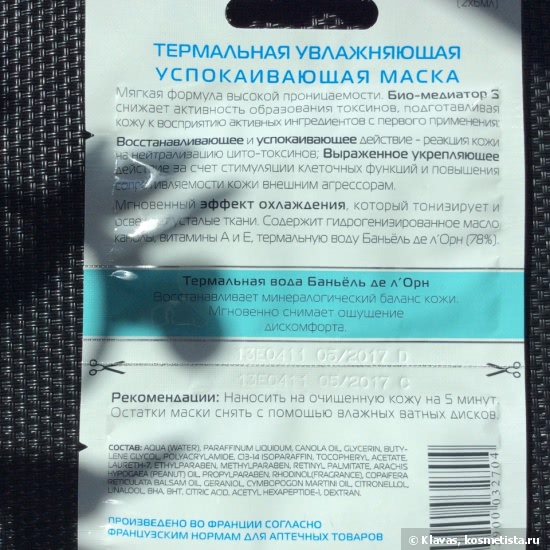 [2x6мл]
ТЕРМАЛЬНАЯ УВЛАЖНЯЮЩАЯ
УСПОКАИВАЮЩАЯ МАСКА
Мягкая формула высокой проницаемости. Био-медиатор S
снижает активность образования токсинов, подготавливая
кожу к восприятию активных ингредиентов с первого применения.
Восстанавливающее и успокоивающее действие - реакция кожи
на нейтрализацию цито-токсинов; Выраженное укрепляющее
действие за счет стимуляции клеточных функций и повышения
сопротивляемости кожи внешним агрессорам.
Мгновенный эффект охлаждения, который тонизирует и
освежает усталые ткани. Содержит гидрогенизированное масло
канолы, витамины А и Е, термальную воду Баньёль де л'Орн (78%).
Термальная вода Баньёль де л'Орн
Восстанавливает минералогический баланс кожи.
Мгновенно снимает ощущение
дискомфорта.
13E0411 05/2017 D
13E0411 05/2017 C
Рекомендации: Наносить на очищенную кожу на 5 минут.
Остатки маски снять с помощью влажных ватных дисков.
СОСТАВ: AQUA (WATER), PARAFFINUM LIQUIDUM, CANOLA OIL, GLYCERIN, BUTY-
LENE GLYCOL, POLYACRYLAMIDE, C13-14 ISOPARAFFIN, TOCOPHERYL ACETATE,
LAURETH-7, ETHYLPARABEN, METHYLPARABEN, RETINYL PALMITATE, ARACHIS
HYPOGAEA (PEANUT) OIL, PROPYLPARABEN, RHODINOL(FRAGRANCE), COPAIFERA
RETICULATA BALSAM OIL, GERANIOL, CYMBOPOGON MARTINI OIL, CITRONELLOL,
LINALOOL, BHA, BHT, CITRIC ACID, ACETYL HEXAPEPTIDE-1, DEXTRAN.
ПРОИЗВЕДЕНО ВО ФРАНЦИИ СОГЛАСНО
ФРАНЦУЗСКИМ НОРМАМ ДЛЯ АПТЕЧНЫХ ТОВАРОВ
000032704
© Klavas, kosmetista.ru